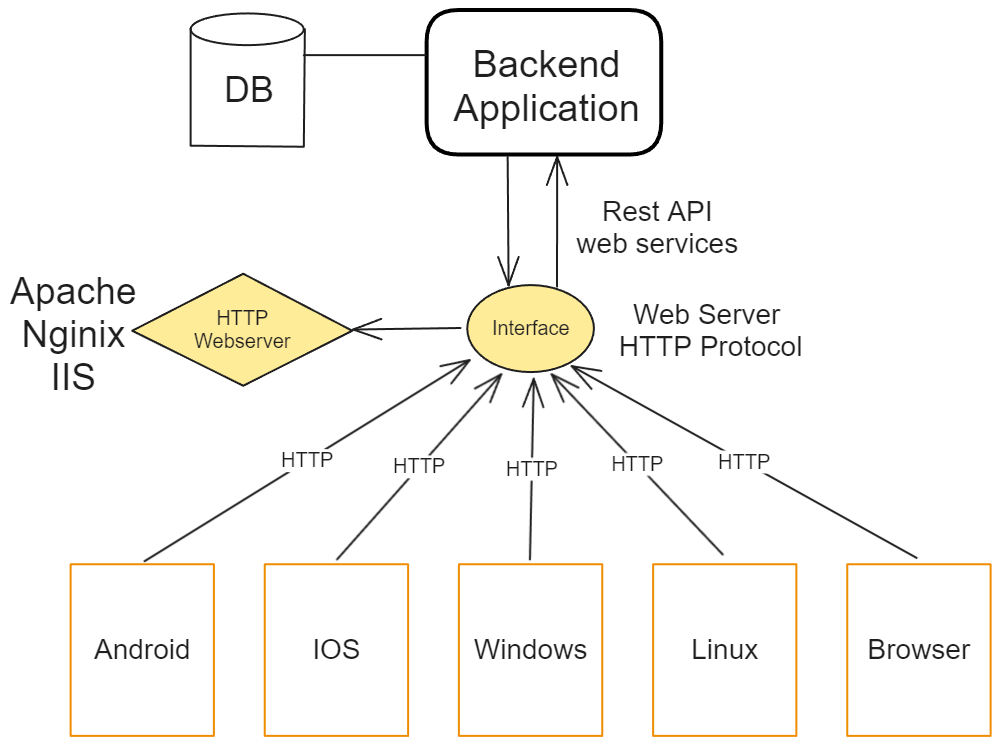 DB
Backend
Application
Rest API
web services
Apache
Nginix
IIS
HTTP
Webserver
Interface
Web Server
HTTP Protocol
HTTP
HTTP
HTTP
HTTP
HTTP
Android
IOS
Windows
Linux
Browser